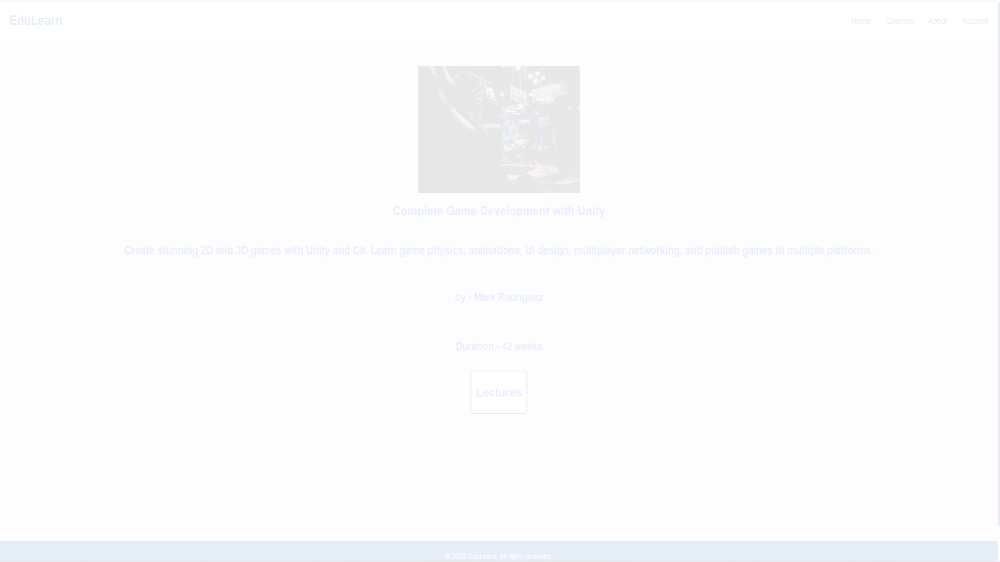 EduLearn
Home Courses About Account
Complete Game Development with Unity
Create stunning 2D and 3D games with Unity and C#. Learn game physics, animations, UI design, multiplayer networking, and publish games to multiple platforms.
by - Mark Rodriguez
Duration - 42 weeks
Lectures
© 2025 EduLearn. All rights reserved.